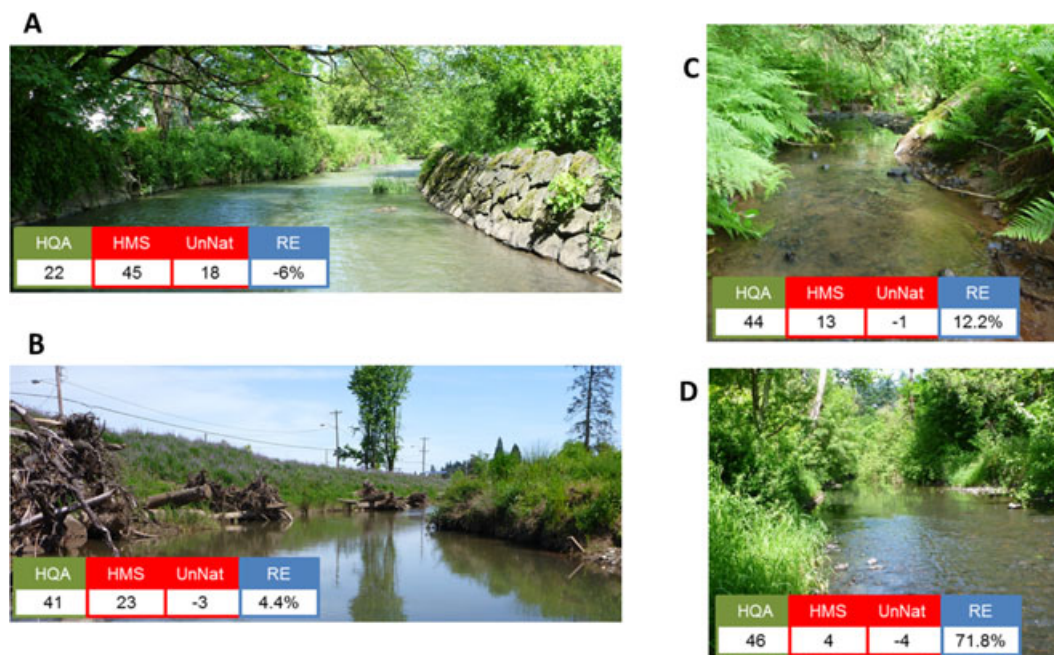 A
HQA HMS UnNat RE
22 45 18 -6%
B
HQA HMS UnNat RE
41 23 -3 4.4%
C
HQA HMS UnNat RE
44 13 -1 12.2%
D
HQA HMS UnNat RE
46 4 -4 71.8%